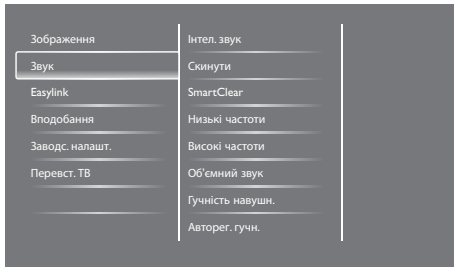 Зображення
Звук
Easylink
Вподобання
Заводс. налашт.
Перевст. ТВ
Інтел. звук
Скинути
SmartClear
Низькі частоти
Високі частоти
Об'ємний звук
Гучність навушн.
Авторег. гучн.